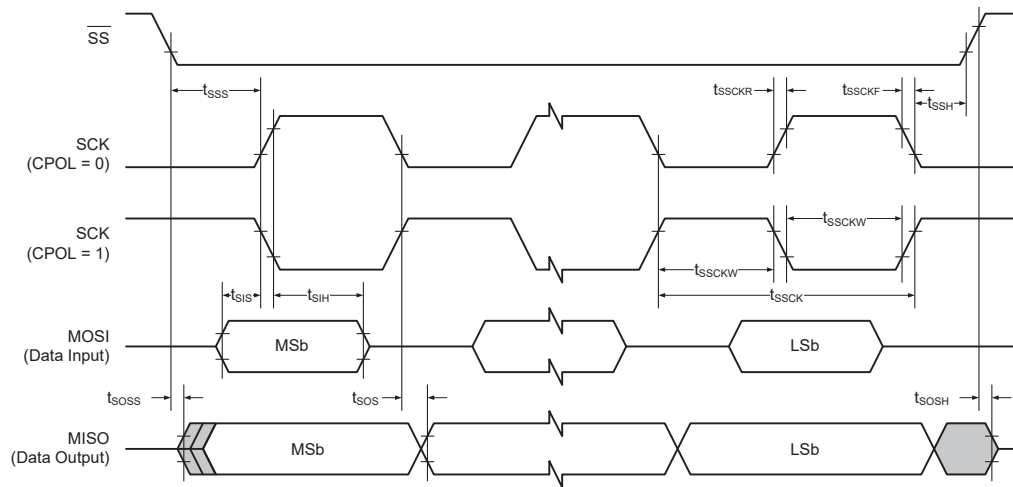 SS
tSSS
tSSCKR
tSSCKF
tSSH
SCK
(CPOL = 0)
SCK
(CPOL = 1)
tSSCKW
tSSCKW
tSSCK
tSIS
tSIH
MOSI
(Data Input)
MSb
LSb
tSOSS
tSOS
tSOSH
MISO
(Data Output)
MSb
LSb